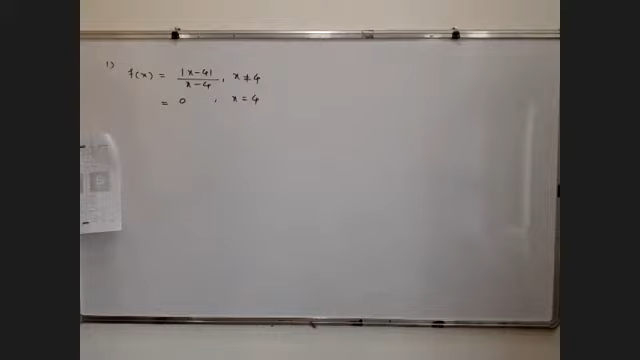 1) f(x) = |x-4| / x-4 , x ≠ 4
= 0 , x = 4